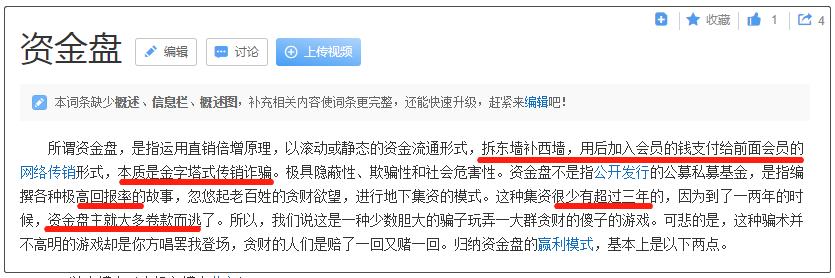 收藏 1 4
资金盘 编辑 讨论 上传视频
本词条缺少概述、信息栏、概述图，补充相关内容使词条更完整，还能快速升级，赶紧来编辑吧！
所谓资金盘，是指运用直销倍增原理，以滚动或静态的资金流通形式，拆东墙补西墙，用后加入会员的钱支付给前面会员的
网络传销形式，本质是金字塔式传销诈骗。极具隐蔽性、欺骗性和社会危害性。资金盘不是指公开发行的公募私募基金，是指编
撰各种极高回报率的故事，忽悠起老百姓的贪财欲望，进行地下集资的模式。这种集资很少有超过三年的，因为到了一两年的时
候，资金盘主就大多卷款而逃了。所以，我们说这是一种少数胆大的骗子玩弄一大群贪财的傻子的游戏。可悲的是，这种骗术并
不高明的游戏却是你方唱罢我登场，贪财的人们是赔了一回又赌一回。归纳资金盘的赢利模式，基本上是以下两点。